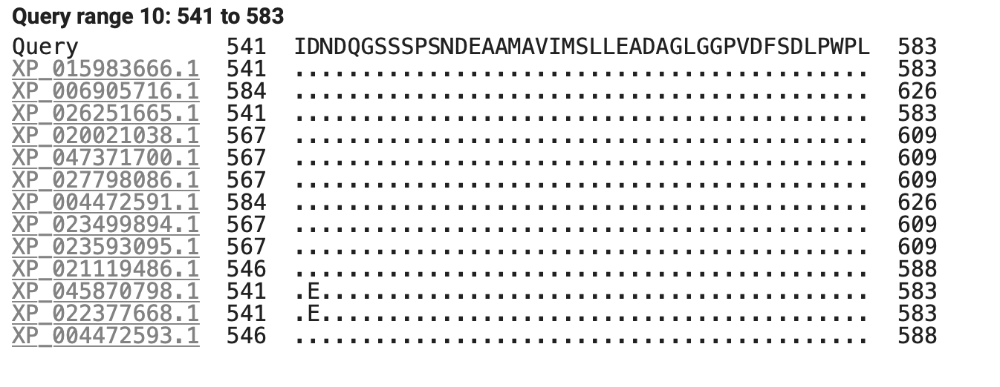 Query range 10: 541 to 583
Query 541 IDNDQGSSSPSNDEAAMAVIMSLLEADAGLGGPVDFSDLPWPL 583
XP_015983666.1 541 ........................................... 583
XP_006905716.1 584 ........................................... 626
XP_026251665.1 541 ........................................... 583
XP_020021038.1 567 ........................................... 609
XP_047371700.1 567 ........................................... 609
XP_027798086.1 567 ........................................... 609
XP_004472591.1 584 ........................................... 626
XP_023499894.1 567 ........................................... 609
XP_023593095.1 567 ........................................... 609
XP_021119486.1 546 ........................................... 588
XP_045870798.1 541 .E......................................... 583
XP_022377668.1 541 .E......................................... 583
XP_004472593.1 546 ........................................... 588